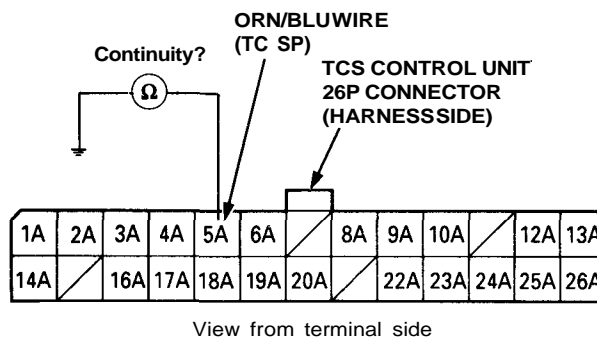 ORN/BLUWIRE
(TC SP)
Continuity?
TCS CONTROL UNIT
26P CONNECTOR
(HARNESSSIDE)
Ω
1A 2A 3A 4A 5A 6A 8A 9A 10A 12A 13A
14A 16A 17A 18A 19A 20A 22A 23A 24A 25A 26A
View from terminal side